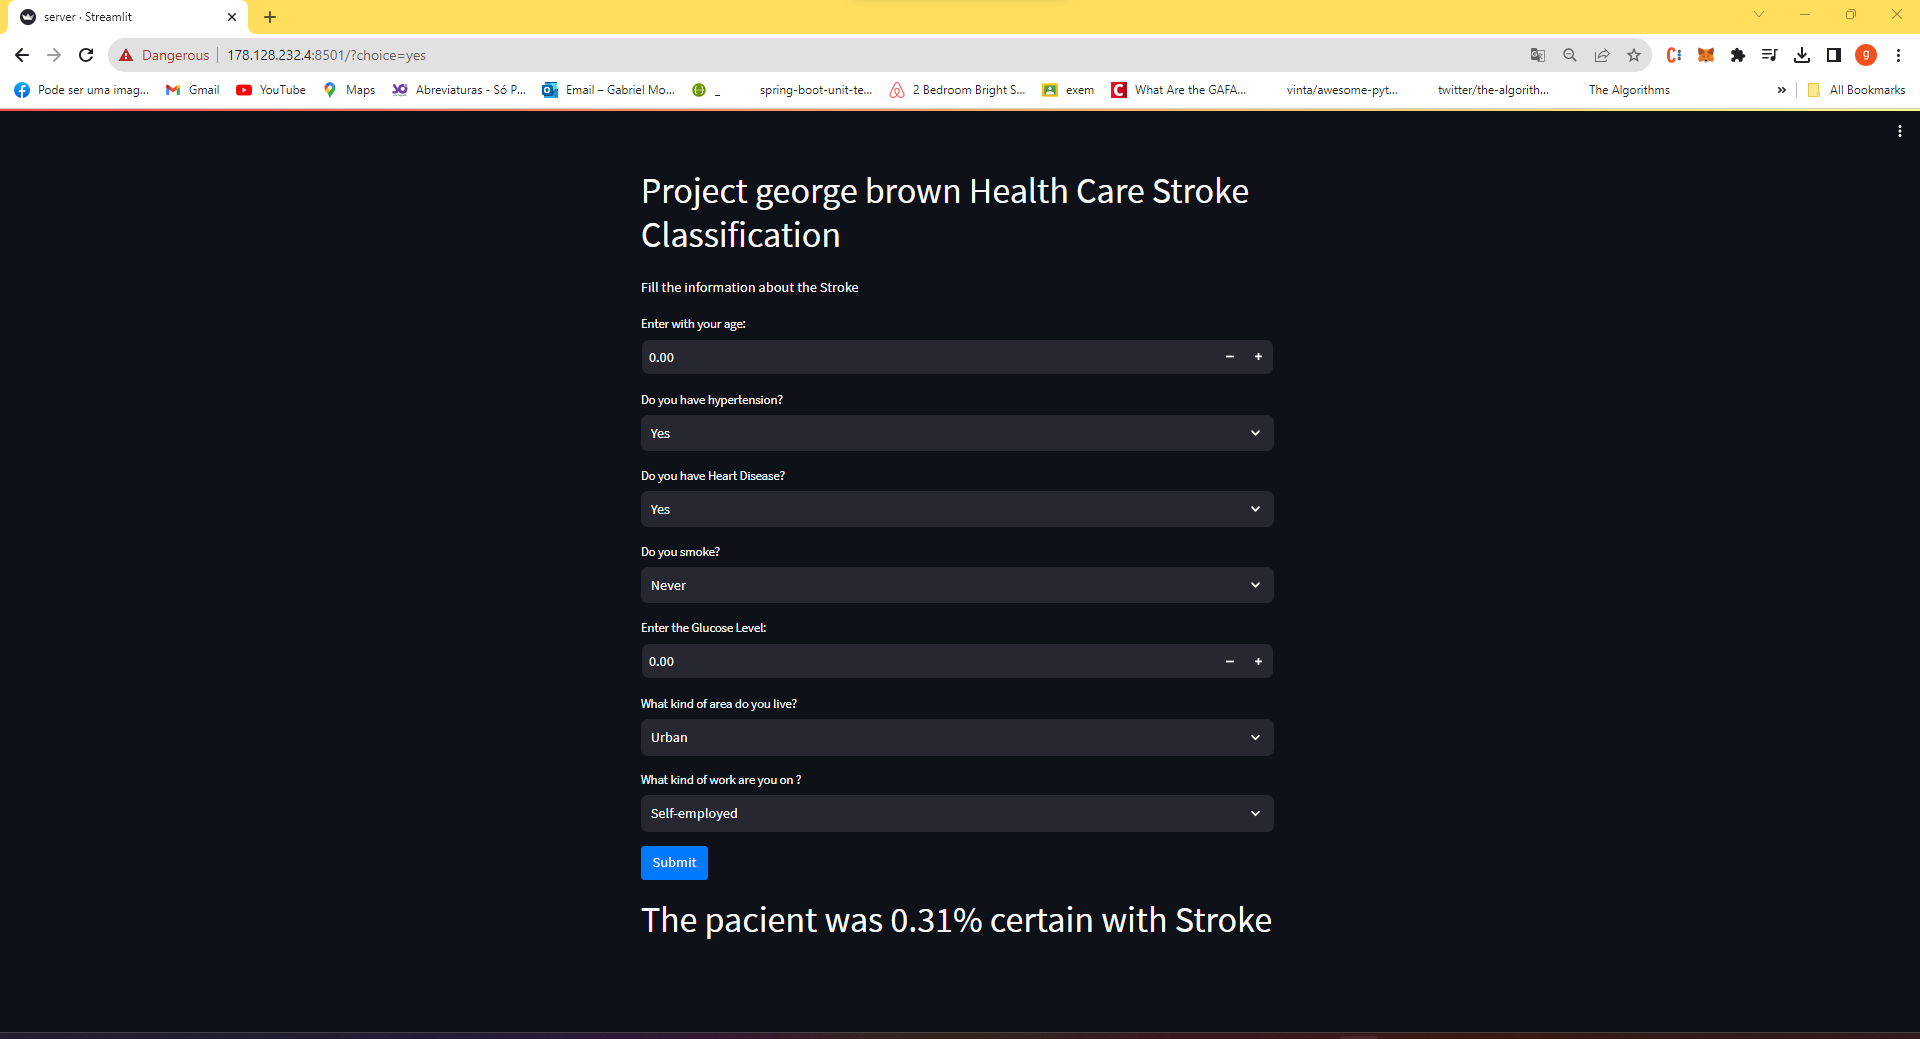 server · Streamlit
Dangerous 178.128.232.4:8501/?choice=yes
g
Pode ser uma imag... Gmail YouTube Maps Abreviaturas - Só P... Email – Gabriel Mo... _ spring-boot-unit-te... 2 Bedroom Bright S... exem What Are the GAFA... vinta/awesome-pyt... twitter/the-algorith... The Algorithms » All Bookmarks
Project george brown Health Care Stroke
Classification
Fill the information about the Stroke
Enter with your age:
0.00
Do you have hypertension?
Yes
Do you have Heart Disease?
Yes
Do you smoke?
Never
Enter the Glucose Level:
0.00
What kind of area do you live?
Urban
What kind of work are you on ?
Self-employed
Submit
The pacient was 0.31% certain with Stroke